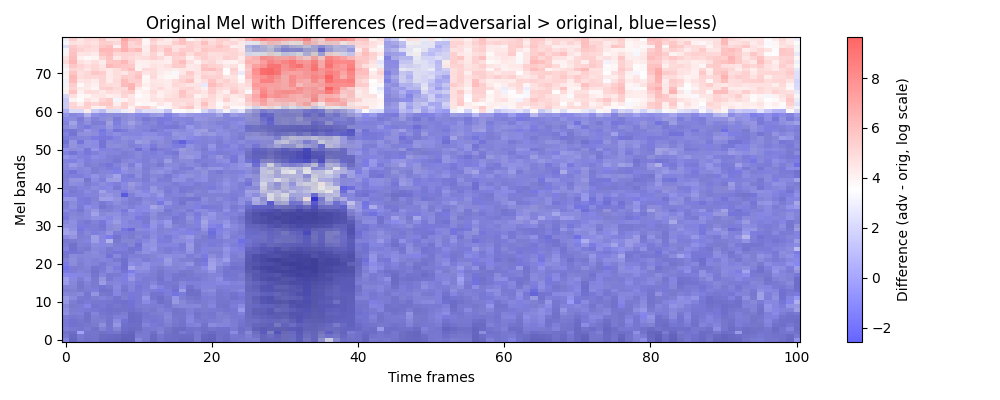 Original Mel with Differences (red=adversarial > original, blue=less)
Mel bands
70
60
50
40
30
20
10
0
0 20 40 60 80 100
Time frames
8
6
4
2
0
−2
Difference (adv - orig, log scale)